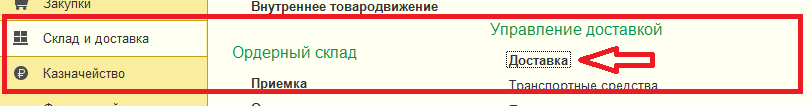 Закупки
Склад и доставка
Казначейство
Внутреннее товародвижение
Ордерный склад
Приемка
Управление доставкой
Доставка
Транспортные средства